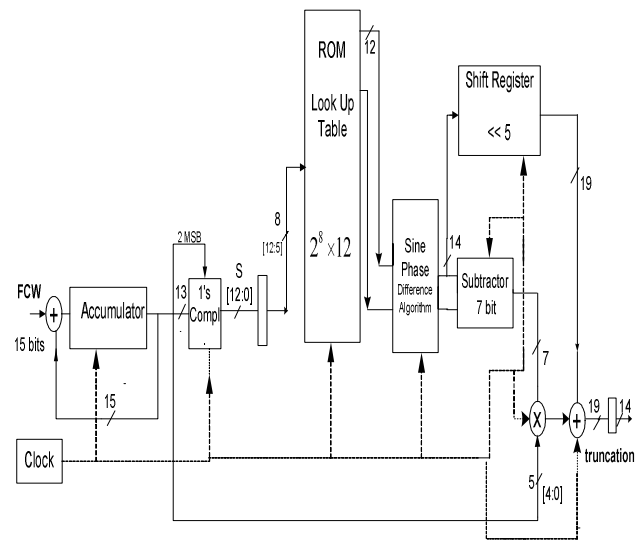 ROM
Look Up
Table
2^8 ×12
12
Shift Register
<< 5
19
8
[12:5]
2 MSB
S
[12:0]
Sine
Phase
Difference
Algorithm
14
Subtractor
7 bit
FCW
+
15 bits
Accumulator
13
1's
Compl
.
15
7
Clock
X
+
19
14
truncation
5
[4:0]